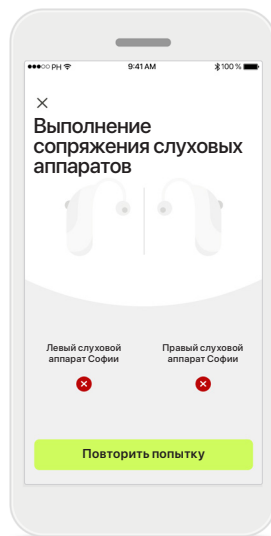 ●●●○○ PH 9:41 AM 100 %
×
Выполнение
сопряжения слуховых
аппаратов
Левый слуховой
аппарат Софии
Правый слуховой
аппарат Софии
Повторить попытку